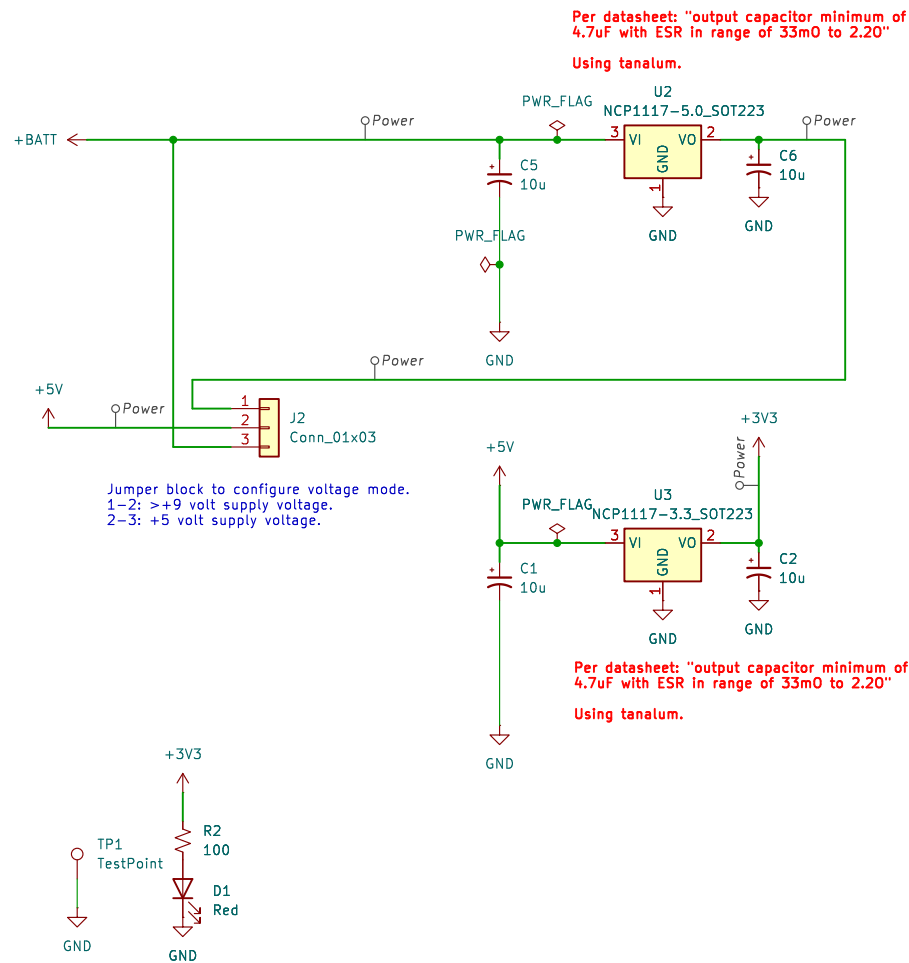 Per datasheet: "output capacitor minimum of
4.7uF with ESR in range of 33mO to 2.2O"
Using tanalum.
U2
PWR_FLAG
NCP1117-5.0_SOT223
Power
Power
+BATT
3
VI
VO
2
GND
1
C5
10u
C6
10u
GND
GND
PWR_FLAG
GND
Power
+5V
Power
1
2
3
J2
Conn_01x03
Jumper block to configure voltage mode.
1-2: >+9 volt supply voltage.
2-3: +5 volt supply voltage.
+5V
+3V3
Power
U3
PWR_FLAG
NCP1117-3.3_SOT223
3
VI
VO
2
GND
1
C1
10u
C2
10u
GND
GND
Per datasheet: "output capacitor minimum of
4.7uF with ESR in range of 33mO to 2.2O"
Using tanalum.
GND
+3V3
R2
100
TP1
TestPoint
D1
Red
GND
GND